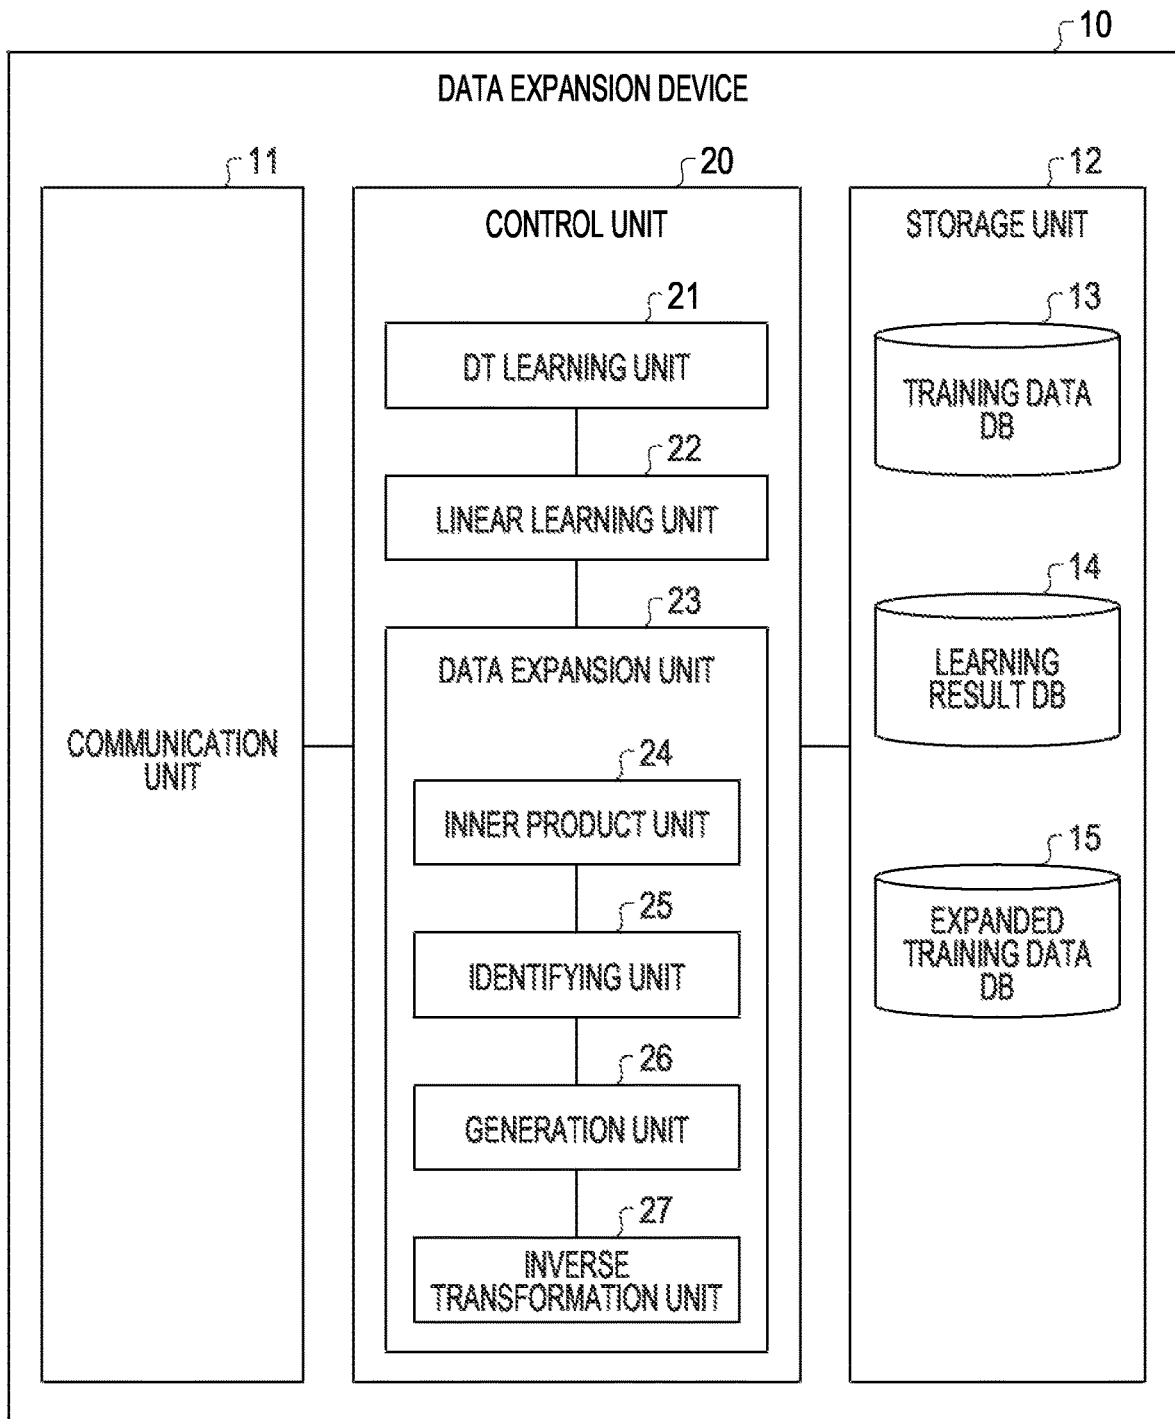 10
DATA EXPANSION DEVICE
11
COMMUNICATION
UNIT
20
CONTROL UNIT
21
DT LEARNING UNIT
22
LINEAR LEARNING UNIT
23
DATA EXPANSION UNIT
24
INNER PRODUCT UNIT
25
IDENTIFYING UNIT
26
GENERATION UNIT
27
INVERSE
TRANSFORMATION UNIT
12
STORAGE UNIT
13
TRAINING DATA
DB
14
LEARNING
RESULT DB
15
EXPANDED
TRAINING DATA
DB